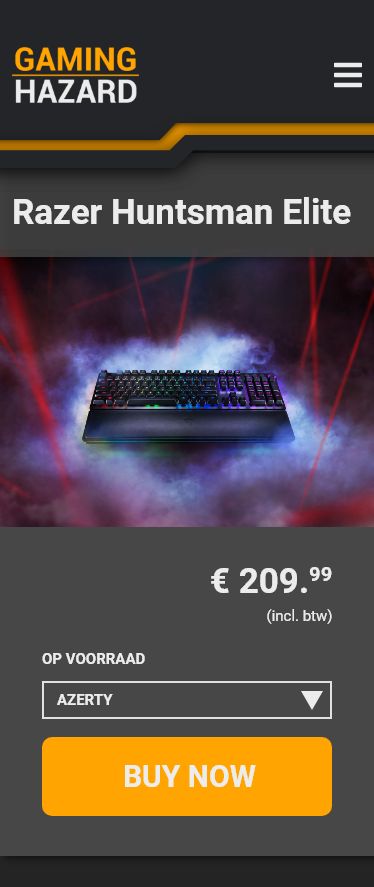 GAMING
HAZARD
Razer Huntsman Elite
€ 209.99
(incl. btw)
OP VOORRAAD
AZERTY
BUY NOW